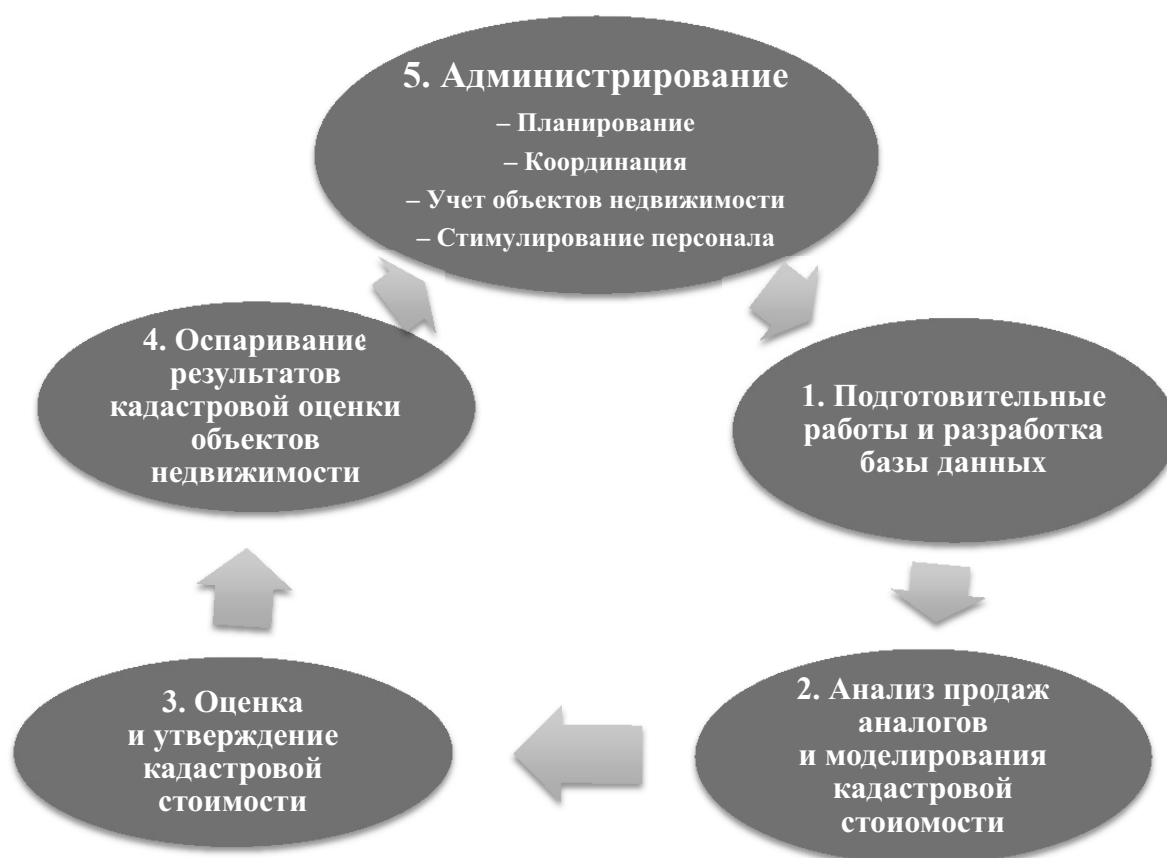 5. Администрирование
– Планирование
– Координация
– Учет объектов недвижимости
– Стимулирование персонала
4. Оспаривание
результатов
кадастровой оценки
объектов
недвижимости
1. Подготовительные
работы и разработка
базы данных
3. Оценка
и утверждение
кадастровой
стоимости
2. Анализ продаж
аналогов
и моделирования
кадастровой
стоиомости